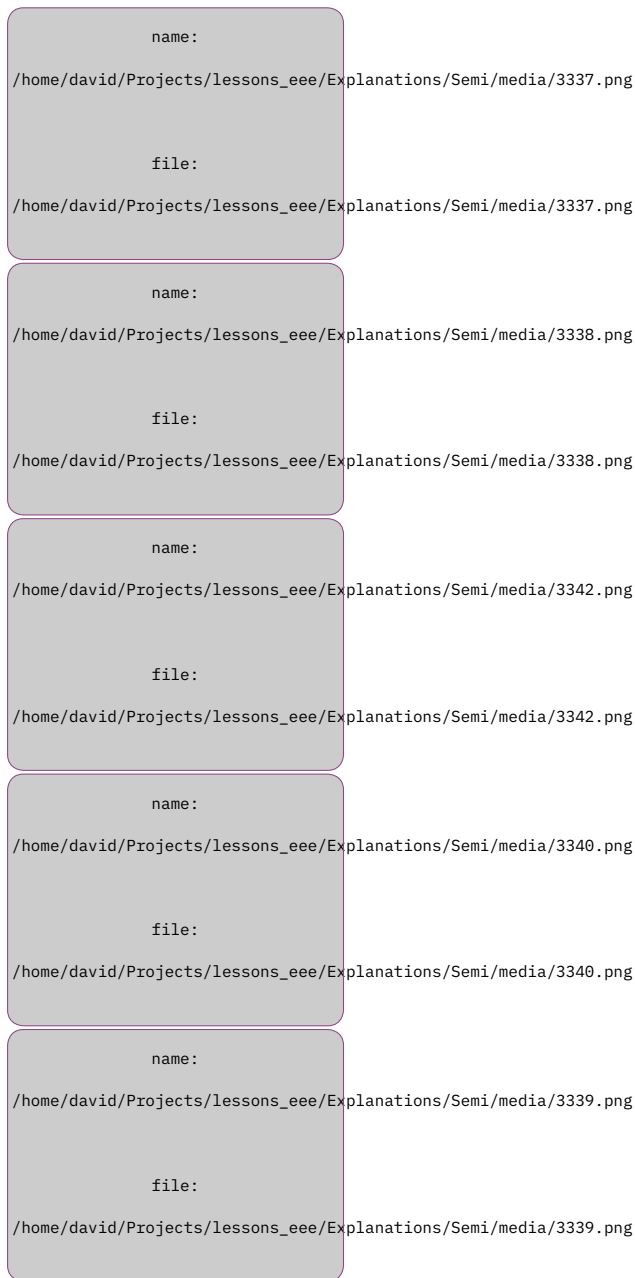 name:
/home/david/Projects/lessons_eee/Explanations/Semi/media/3337.png
file:
/home/david/Projects/lessons_eee/Explanations/Semi/media/3337.png
name:
/home/david/Projects/lessons_eee/Explanations/Semi/media/3338.png
file:
/home/david/Projects/lessons_eee/Explanations/Semi/media/3338.png
name:
/home/david/Projects/lessons_eee/Explanations/Semi/media/3342.png
file:
/home/david/Projects/lessons_eee/Explanations/Semi/media/3342.png
name:
/home/david/Projects/lessons_eee/Explanations/Semi/media/3340.png
file:
/home/david/Projects/lessons_eee/Explanations/Semi/media/3340.png
name:
/home/david/Projects/lessons_eee/Explanations/Semi/media/3339.png
file:
/home/david/Projects/lessons_eee/Explanations/Semi/media/3339.png